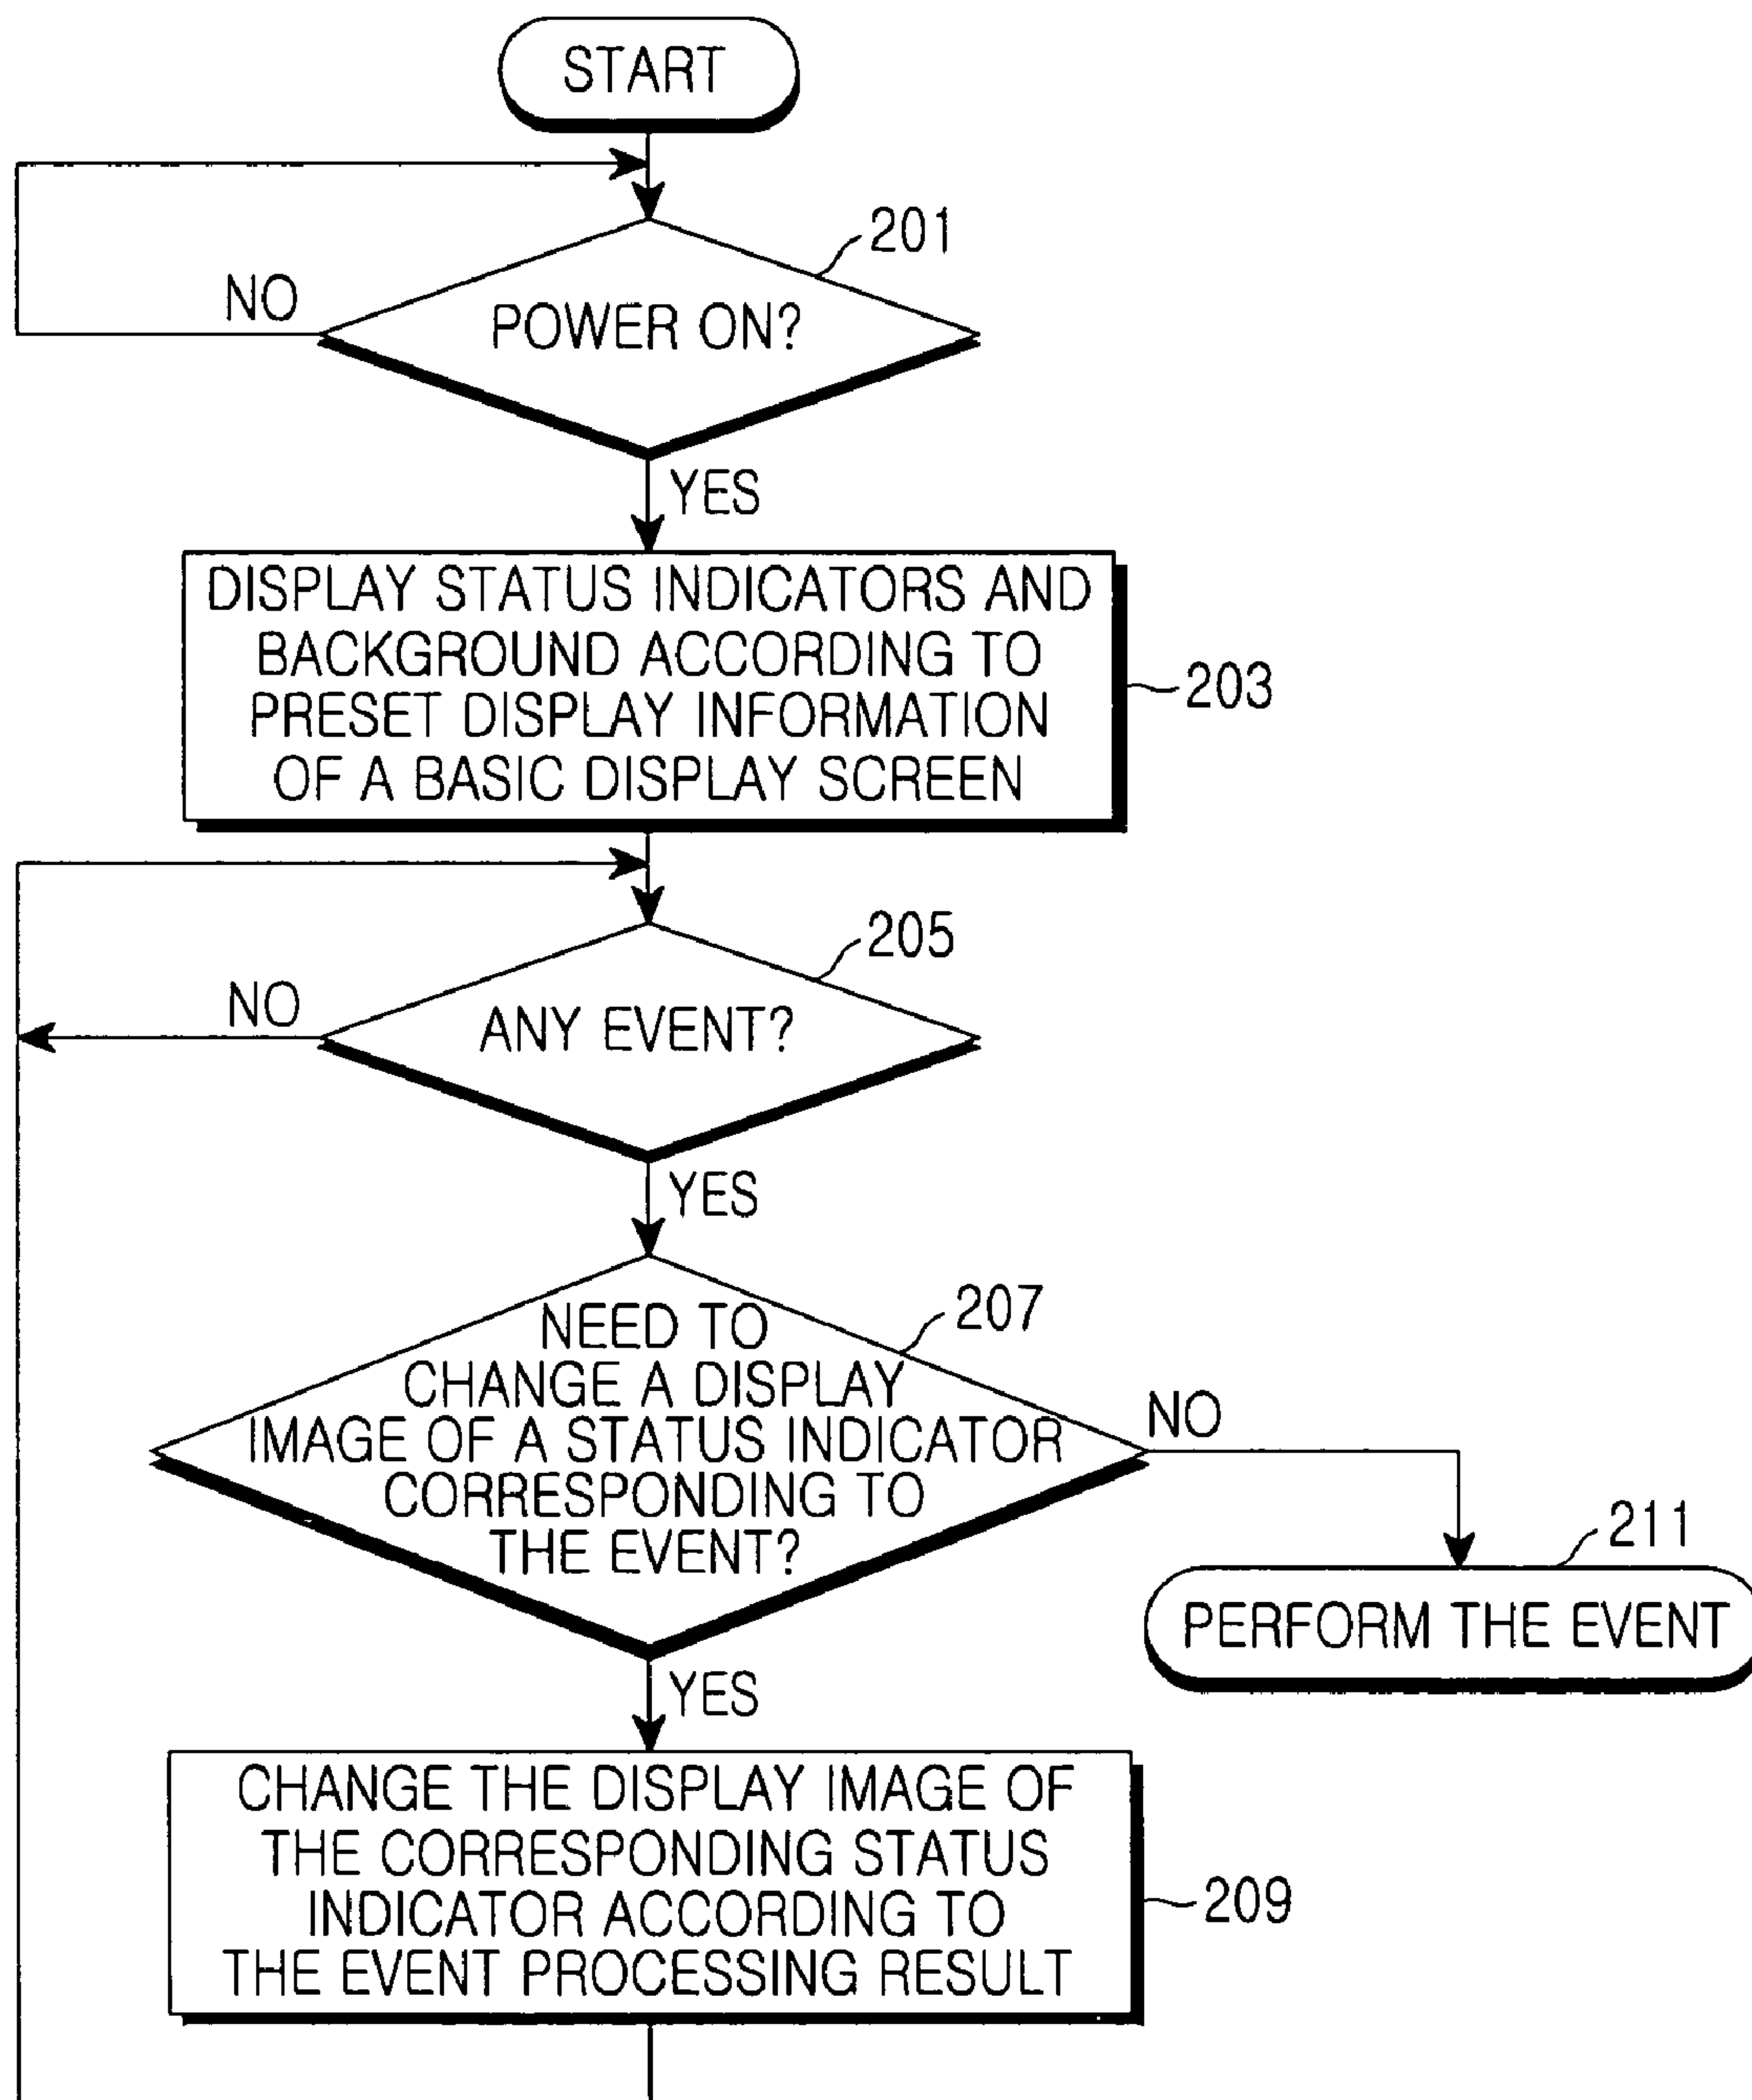 START
201
NO
POWER ON?
YES
DISPLAY STATUS INDICATORS AND
BACKGROUND ACCORDING TO
PRESET DISPLAY INFORMATION
OF A BASIC DISPLAY SCREEN
203
205
NO
ANY EVENT?
YES
207
NEED TO
CHANGE A DISPLAY
IMAGE OF A STATUS INDICATOR
CORRESPONDING TO
THE EVENT?
NO
211
PERFORM THE EVENT
YES
CHANGE THE DISPLAY IMAGE OF
THE CORRESPONDING STATUS
INDICATOR ACCORDING TO
THE EVENT PROCESSING RESULT
209